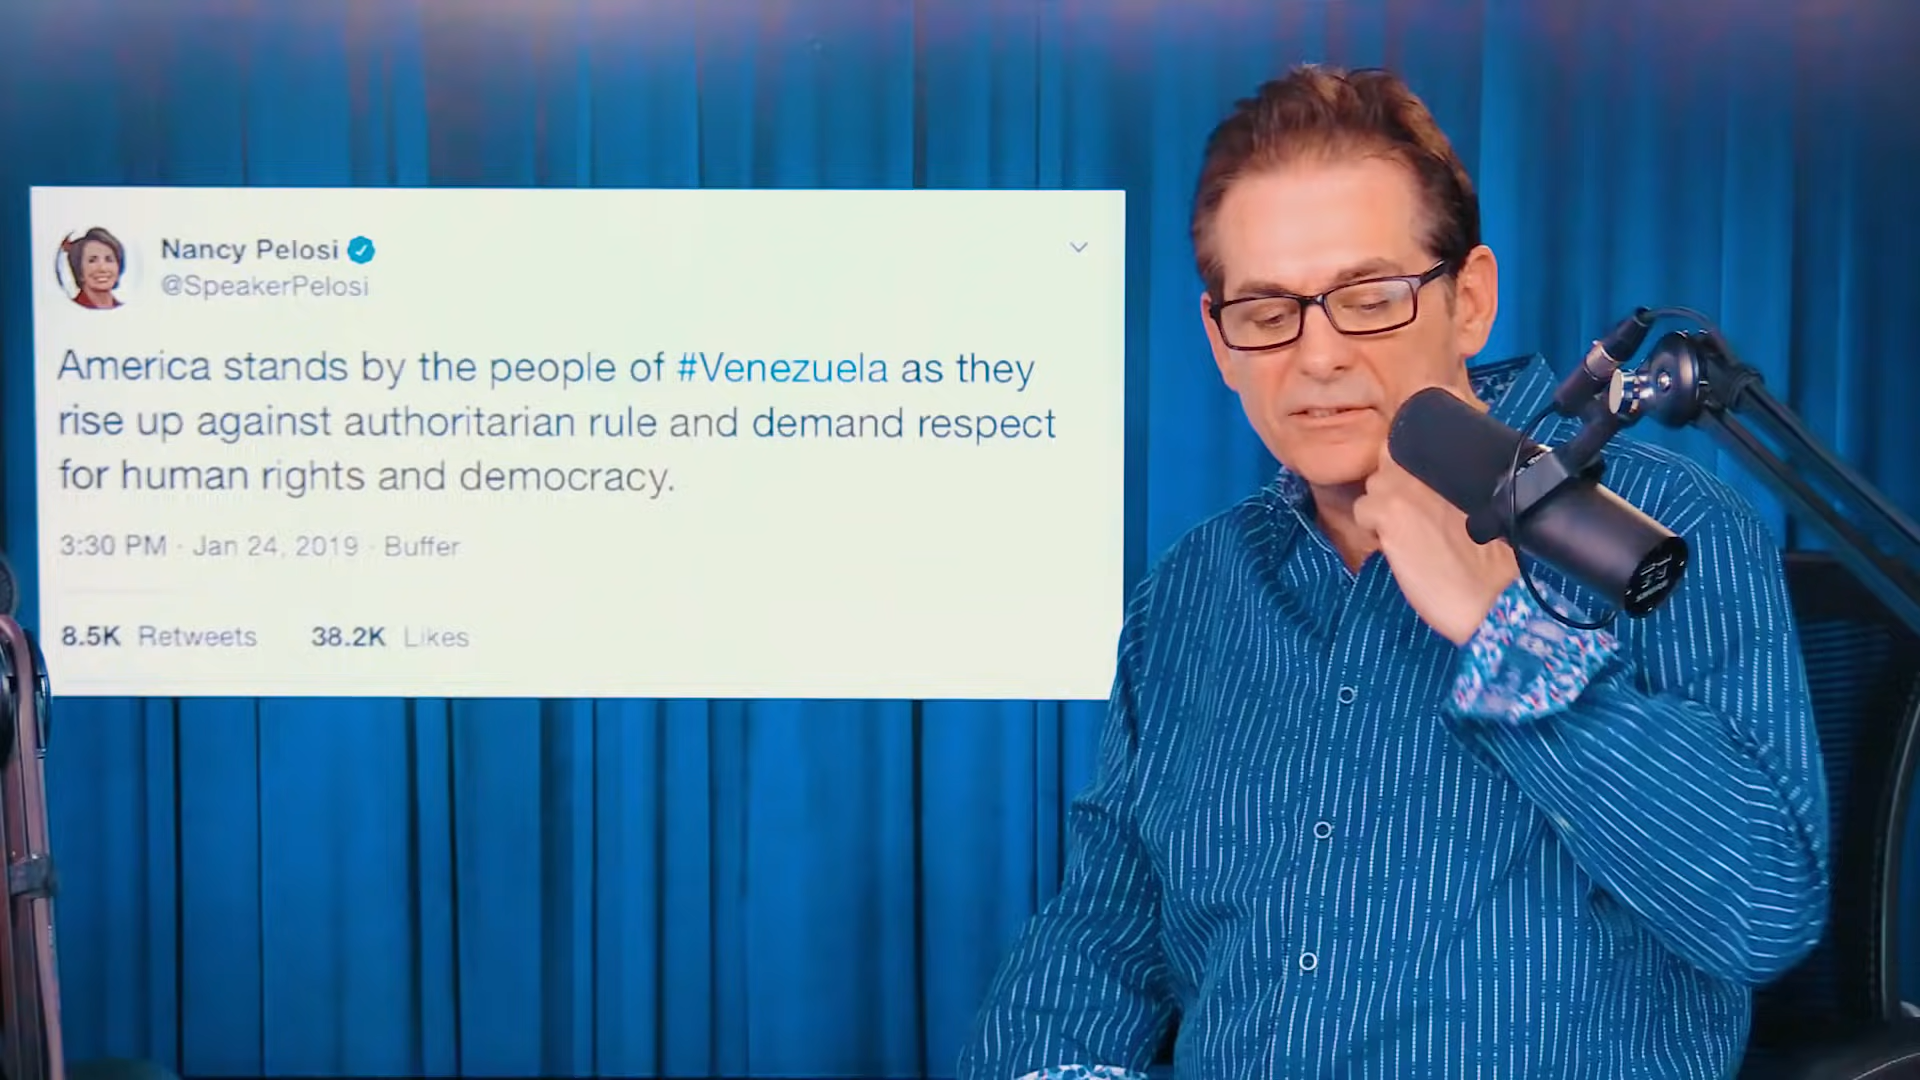 Nancy Pelosi
@SpeakerPelosi
America stands by the people of #Venezuela as they
rise up against authoritarian rule and demand respect
for human rights and democracy.
3:30 PM · Jan 24, 2019 · Buffer
8.5K Retweets 38.2K Likes